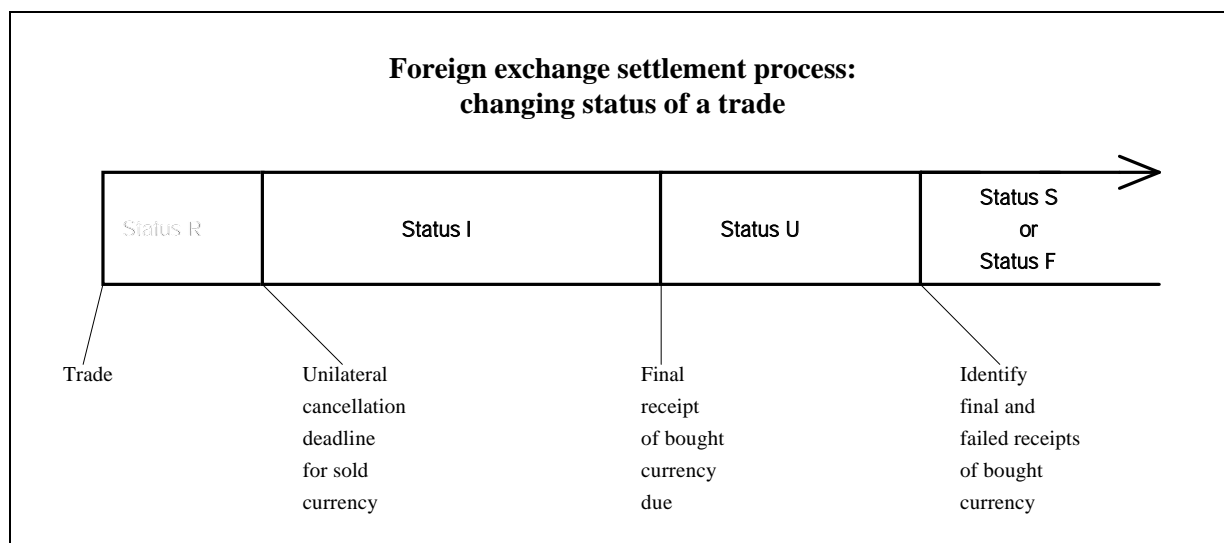 Foreign exchange settlement process:
changing status of a trade
Status R
Status I
Status U
Status S
or
Status F
Trade
Unilateral
cancellation
deadline
for sold
currency
Final
receipt
of bought
currency
due
Identify
final and
failed receipts
of bought
currency